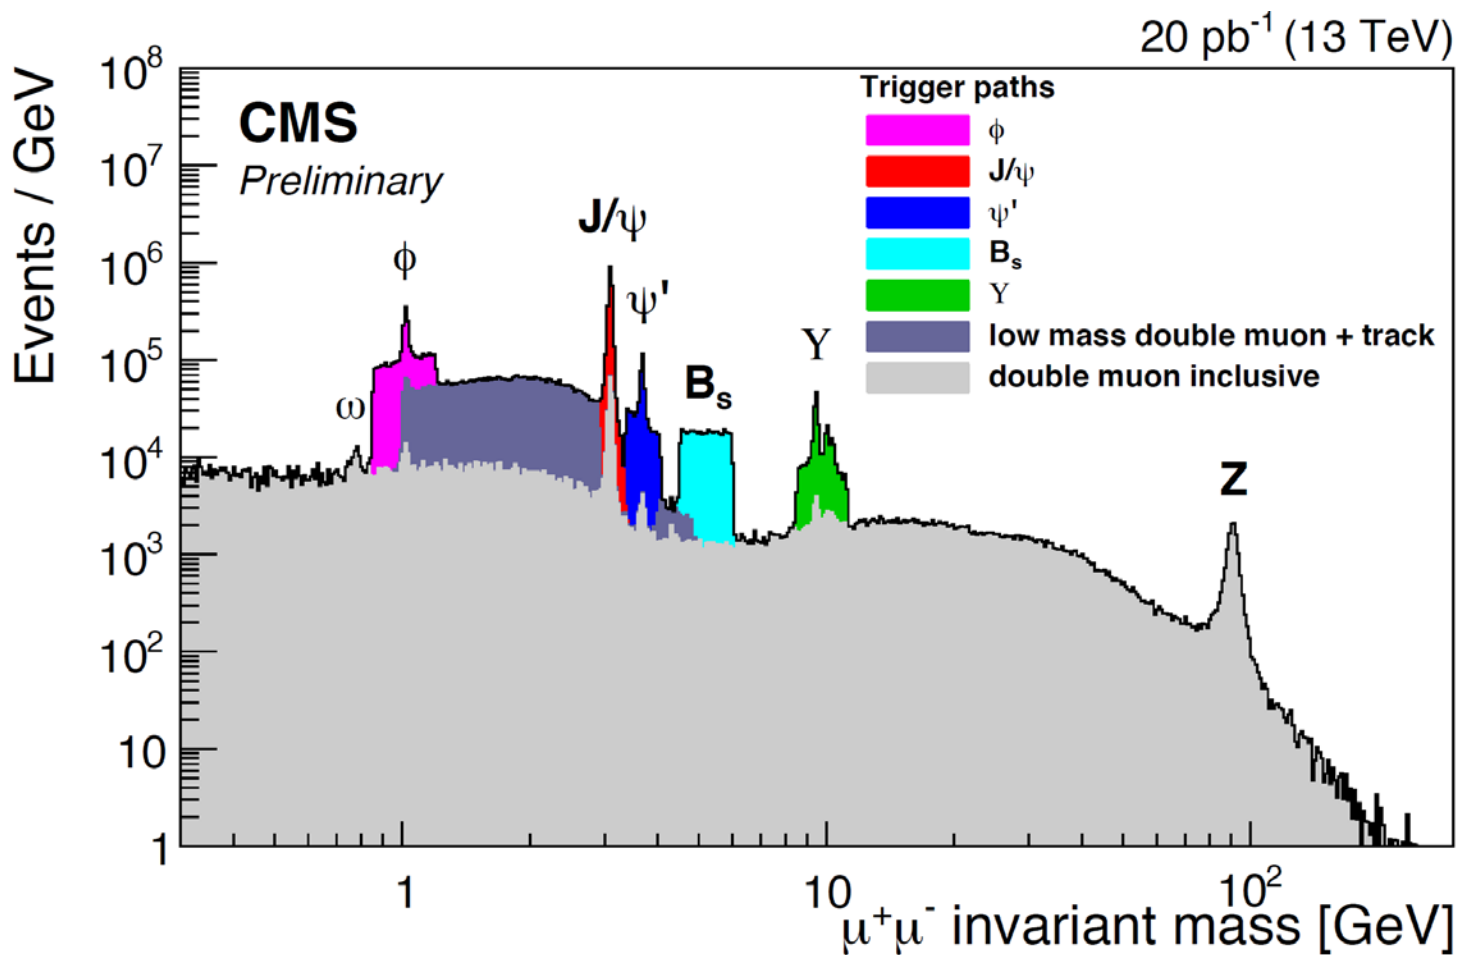 20 pb⁻¹ (13 TeV)
Events / GeV
10⁸
10⁷
10⁶
10⁵
10⁴
10³
10²
10
1
CMS
Preliminary
Trigger paths
ϕ
J/ψ
ψ'
Bₛ
Υ
low mass double muon + track
double muon inclusive
ω
ϕ
J/ψ
ψ'
Bₛ
Υ
Z
1
10
10²
μ⁺μ⁻ invariant mass [GeV]